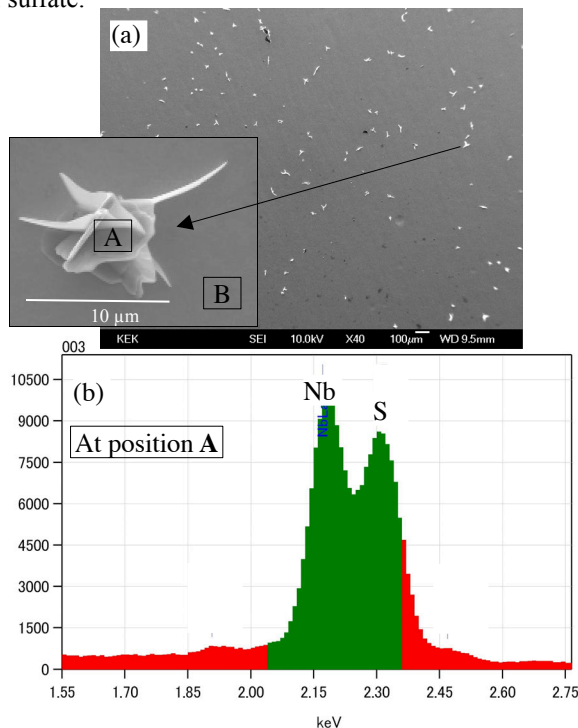 sulfate.
(a)
A
B
10 µm
KEK SEI 10.0kV X40 100µm WD 9.5mm
003
(b)
Nb
S
NbL
At position A
10500
9000
7500
6000
4500
3000
1500
0
1.55 1.70 1.85 2.00 2.15 2.30 2.45 2.60 2.75
keV